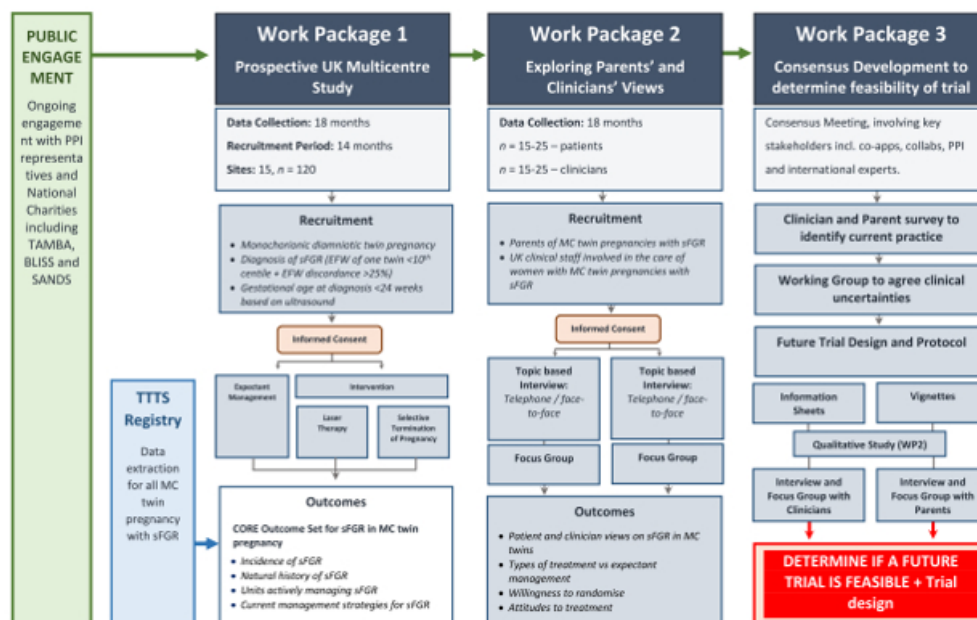 PUBLIC
ENGAGE
MENT
Ongoing
engageme
nt with PPI
representa
tives and
National
Charities
including
TAMBA,
BLISS and
SANDS
TTTS
Registry
Data
extraction
for all MC
twin
pregnancy
with sFGR
Work Package 1
Prospective UK Multicentre
Study
Data Collection: 18 months
Recruitment Period: 14 months
Sites: 15, n = 120
Recruitment
• Monochorionic diamniotic twin pregnancy
• Diagnosis of sFGR (EFW of one twin <10th
centile + EFW discordance >25%)
• Gestational age at diagnosis <24 weeks
based on ultrasound
Informed Consent
Expectant
Management
Intervention
Laser
Therapy
Selective
Termination
of Pregnancy
Outcomes
CORE Outcome Set for sFGR in MC twin
pregnancy
• Incidence of sFGR
• Natural history of sFGR
• Units actively managing sFGR
• Current management strategies for sFGR
Work Package 2
Exploring Parents' and
Clinicians' Views
Data Collection: 18 months
n = 15-25 – patients
n = 15-25 – clinicians
Recruitment
• Parents of MC twin pregnancies with sFGR
• UK clinical staff involved in the care of
women with MC twin pregnancies with
sFGR
Informed Consent
Topic based
Interview:
Telephone / face-
to-face
Focus Group
Topic based
Interview:
Telephone / face-
to-face
Focus Group
Outcomes
• Patient and clinician views on sFGR in MC
twins
• Types of treatment vs expectant
management
• Willingness to randomise
• Attitudes to treatment
Work Package 3
Consensus Development to
determine feasibility of trial
Consensus Meeting, involving key
stakeholders incl. co-apps, collabs, PPI
and international experts.
Clinician and Parent survey to
identify current practice
Working Group to agree clinical
uncertainties
Future Trial Design and Protocol
Information
Sheets
Vignettes
Qualitative Study (WP2)
Interview and
Focus Group with
Clinicians
Interview and
Focus Group with
Parents
DETERMINE IF A FUTURE
TRIAL IS FEASIBLE + Trial
design